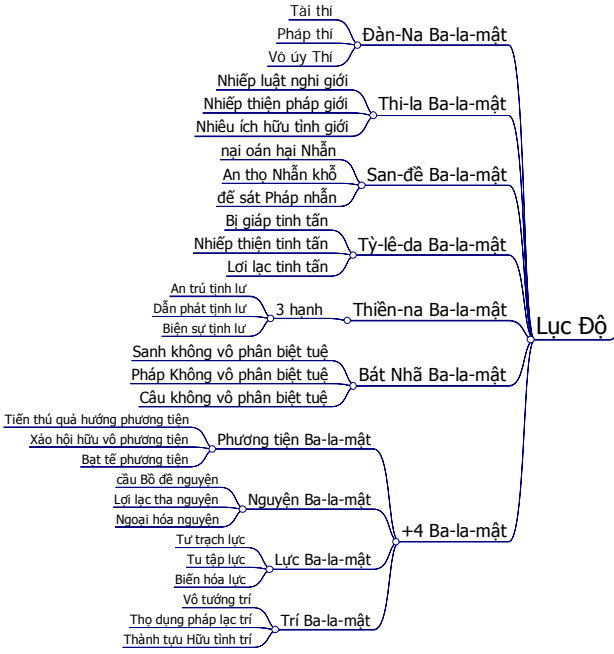 Tài thí
Pháp thí
Vô úy Thí
Đàn-Na Ba-la-mật
Nhiếp luật nghi giới
Nhiếp thiện pháp giới
Nhiêu ích hữu tình giới
Thi-la Ba-la-mật
nại oán hại Nhẫn
An thọ Nhẫn khổ
đế sát Pháp nhẫn
San-đề Ba-la-mật
Bị giáp tinh tấn
Nhiếp thiện tinh tấn
Lơi lạc tinh tấn
Tỳ-lê-da Ba-la-mật
An trú tịnh lư
Dẫn phát tịnh lư
Biện sự tịnh lư
3 hạnh
Thiền-na Ba-la-mật
Lục Độ
Sanh không vô phân biệt tuệ
Pháp Không vô phân biệt tuệ
Câu không vô phân biệt tuệ
Bát Nhã Ba-la-mật
Tiến thú quả hướng phương tiện
Xảo hội hữu vô phương tiện
Bạt tế phương tiện
Phương tiện Ba-la-mật
cầu Bồ đề nguyện
Lợi lạc tha nguyện
Ngoại hóa nguyện
Nguyện Ba-la-mật
+4 Ba-la-mật
Tư trạch lực
Tu tập lực
Biến hóa lực
Lực Ba-la-mật
Vô tướng trí
Thọ dụng pháp lạc trí
Thành tựu Hữu tình trí
Trí Ba-la-mật